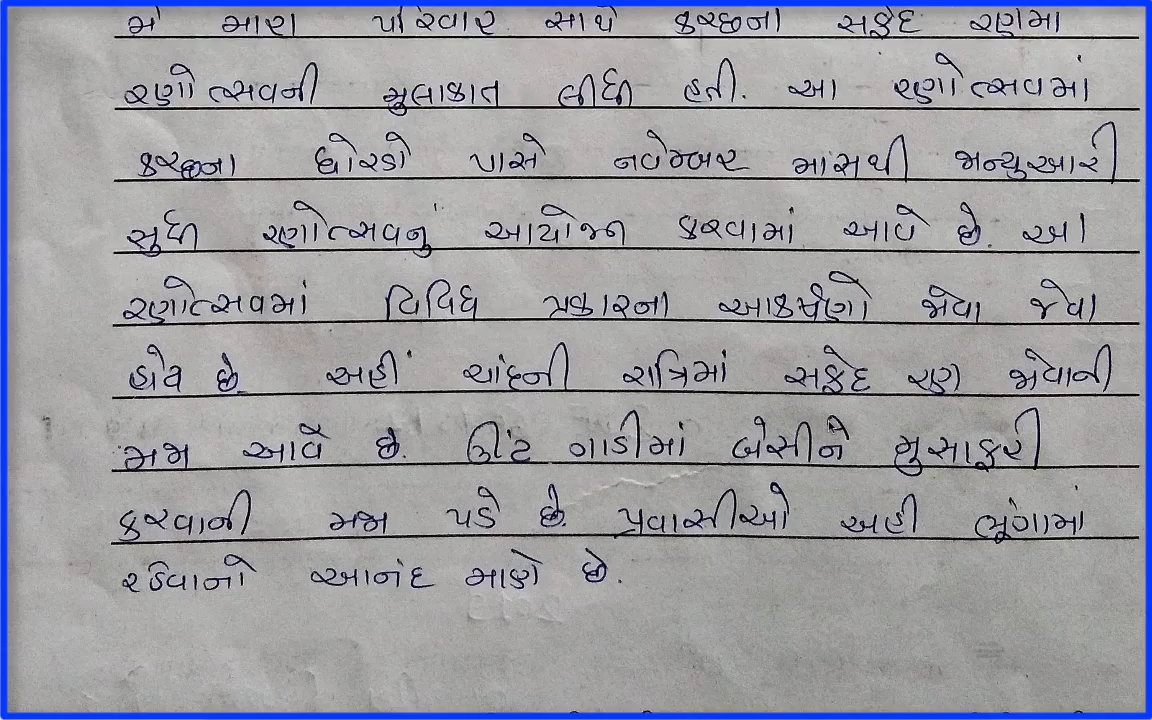 મે મારા પરિવાર સાથે કચ્છના સફેદ રણમા
રણોત્સવની મુલાકાત લીધી હતી. આ રણોત્સવમાં
કચ્છના ધોરડો પાસે નવેમ્બર માસથી જાન્યુઆરી
સુધી રણોત્સવનું આયોજન કરવામાં આવે છે. આ
રણોત્સવમાં વિવિધ પ્રકારના આકર્ષણો જોવા જેવા
હોય છે. અહીં ચાંદની રાત્રિમાં સફેદ રણ જોવાની
મજા આવે છે. ઊંટ ગાડીમાં બેસીને મુસાફરી
કરવાની મજા પડે છે. પ્રવાસીઓ અહી ભૂંગામાં
રહેવાનો આનંદ માણે છે.